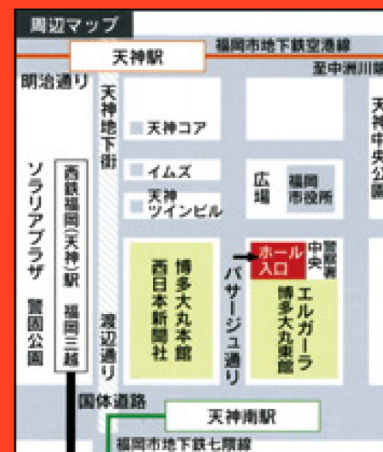 周辺マップ
福岡市地下鉄空港線
天神駅
至中洲川
明治通り
天神地下街
天神コア
天神中央公園
イムズ
天神
ツインビル
広場
福岡
市役所
ソラリアプラザ
警固公園
西鉄福岡(天神)駅
福岡三越
ホール
入口
中央
警察署
博多大丸本館
西日本新聞社
パサージュ通り
エルガーラ
博多大丸東館
渡辺通り
国体道路
天神南駅
福岡市地下鉄七隈線